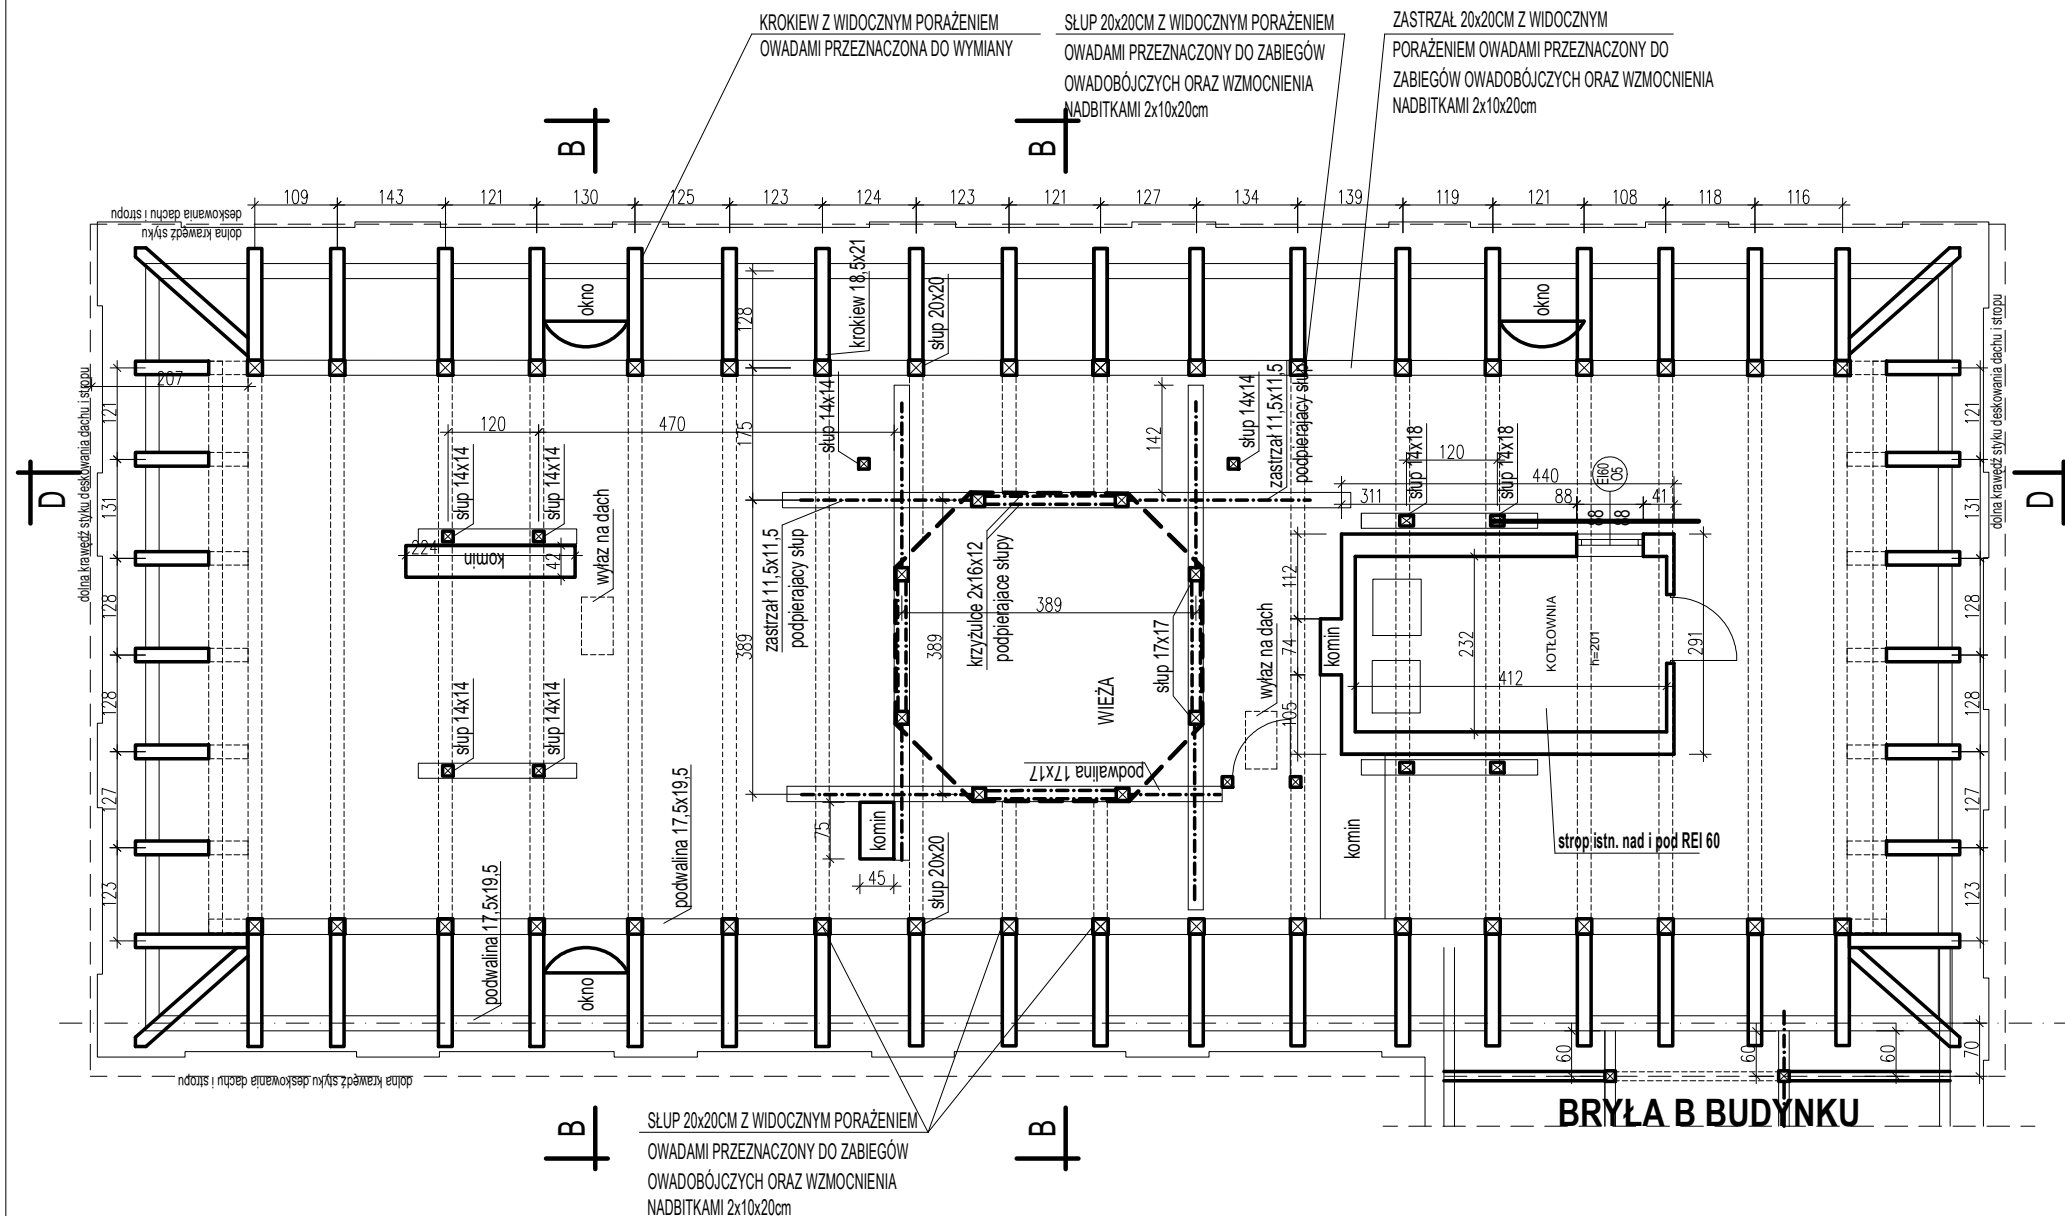 KROKIEW Z WIDOCZNYM PORAŻENIEM
OWADAMI PRZEZNACZONA DO WYMIANY
SŁUP 20x20CM Z WIDOCZNYM PORAŻENIEM
OWADAMI PRZEZNACZONY DO ZABIEGÓW
OWADOBÓJCZYCH ORAZ WZMOCNIENIA
NADBITKAMI 2x10x20cm
ZASTRZAŁ 20x20CM Z WIDOCZNYM
PORAŻENIEM OWADAMI PRZEZNACZONY DO
ZABIEGÓW OWADOBÓJCZYCH ORAZ WZMOCNIENIA
NADBITKAMI 2x10x20cm
B
B
109 143 121 130 125 123 124 123 121 127 134 139 119 121 108 118 116
dolna krawędź styku
deskowania dachu i stropu
okno
128
krokiew 18,5x21
słup 20x20
okno
dolna krawędź styku deskowania dachu i stropu
dolna krawędź styku deskowania dachu i stropu
207
121
131
128
128
127
123
120
470
175
389
słup 14x14
słup 14x14
słup 14x14
142
słup 14x14
zastrzał 11,5x11,5
podpierajacy słup
słup 14x18
120
słup 14x18
440
311
88
41
EI60
O5
88
88
121
131
128
128
127
123
D
D
224
komin
42
wyłaz na dach
zastrzał 11,5x11,5
podpierajacy słup
389
389
krzyżulce 2x16x12
podpierajace słupy
WIEŻA
słup 17x17
wyłaz na dach
112
74
105
komin
232
412
KOTŁOWNIA
h=201
291
słup 14x14
słup 14x14
podwalina 17x17
75
komin
45
komin
strop istn. nad i pod REI 60
podwalina 17,5x19,5
podwalina 17,5x19,5
słup 20x20
okno
60
60
60
70
dolna krawędź styku deskowania dachu i stropu
BRYŁA B BUDYNKU
B
B
SŁUP 20x20CM Z WIDOCZNYM PORAŻENIEM
OWADAMI PRZEZNACZONY DO ZABIEGÓW
OWADOBÓJCZYCH ORAZ WZMOCNIENIA
NADBITKAMI 2x10x20cm